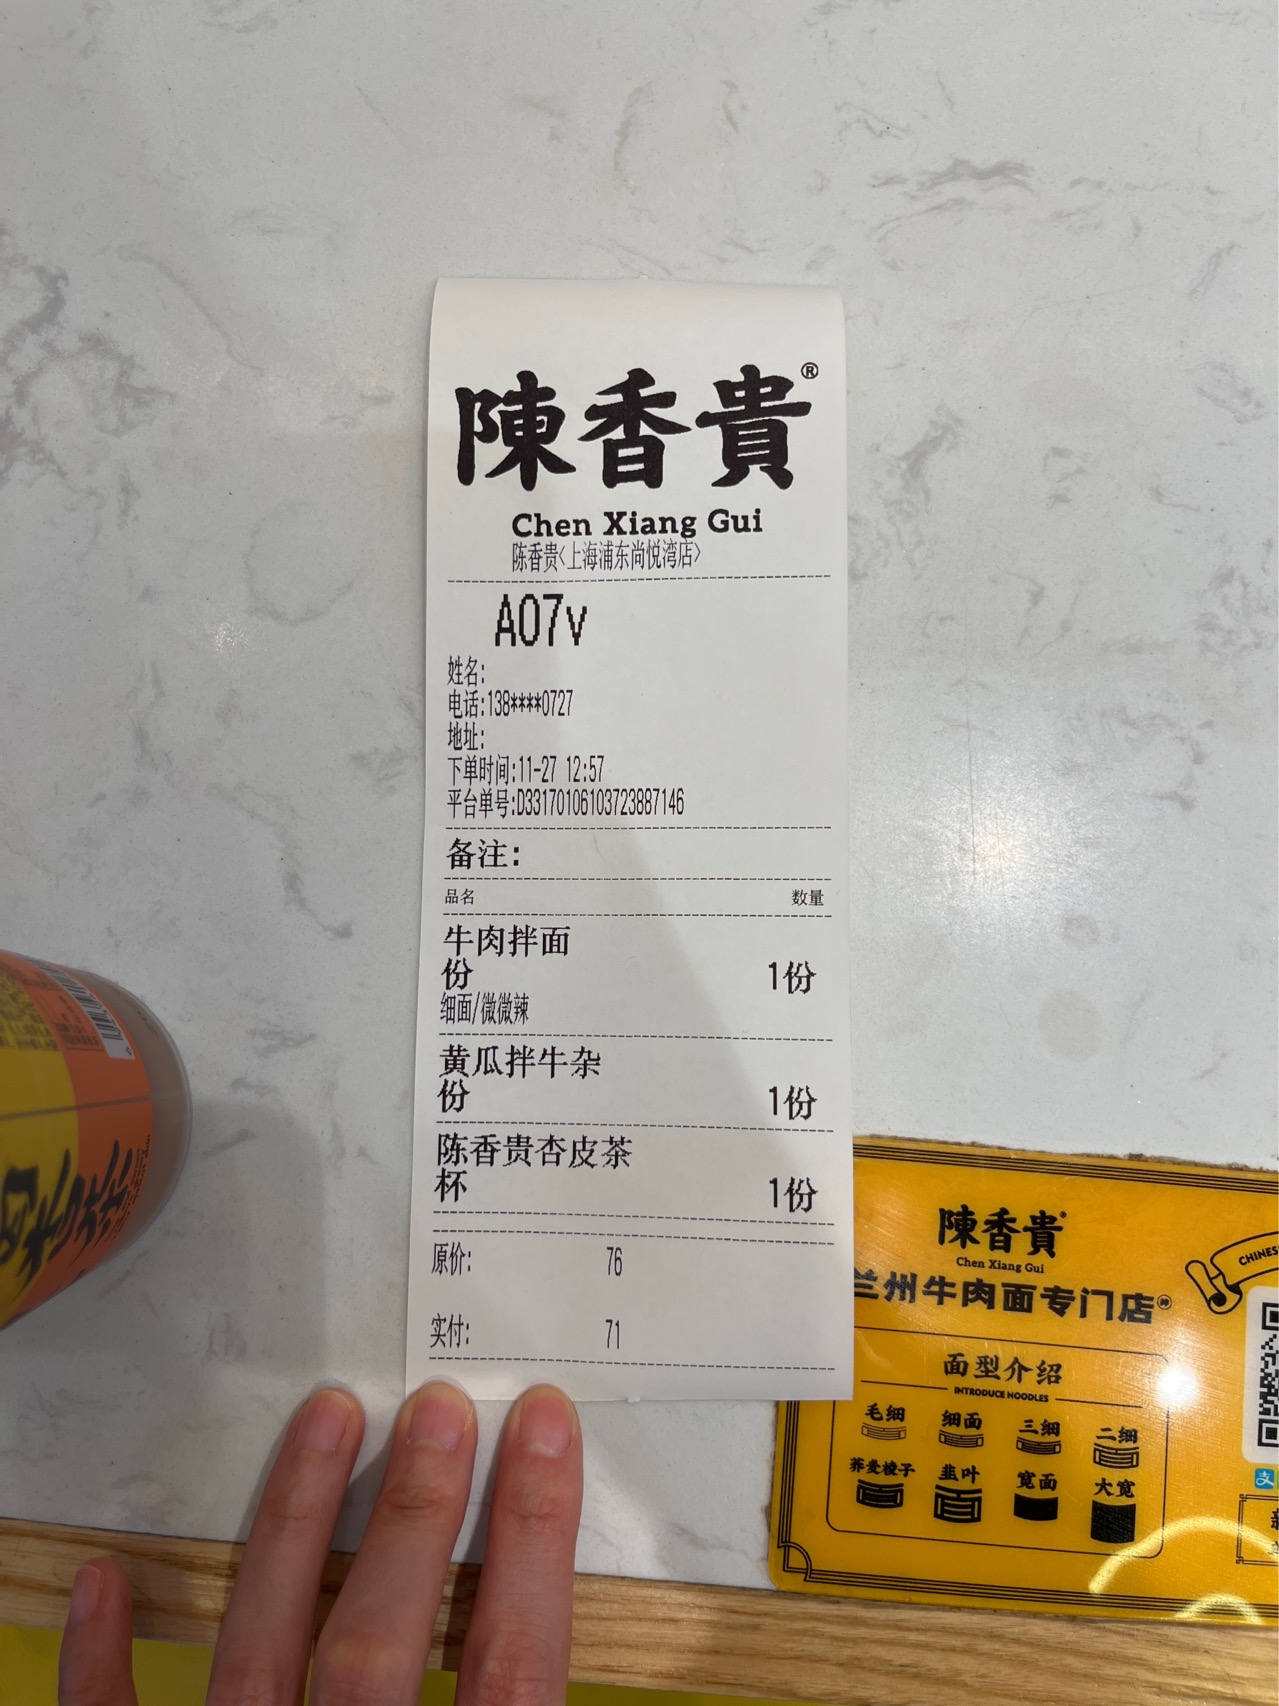 陳香貴®
Chen Xiang Gui
陈香贵<上海浦东尚悦湾店>
A07v
姓名:
电话:138****0727
地址:
下单时间:11-27 12:57
平台单号:D33170106103723887146
备注:
品名 数量
牛肉拌面
份 1份
细面/微微辣
黄瓜拌牛杂
份 1份
陈香贵杏皮茶
杯 1份
原价: 76
实付: 71
陳香貴
Chen Xiang Gui
兰州牛肉面专门店
面型介绍
INTRODUCE NOODLES
毛细 细面 三细 二细
荞麦棱子 韭叶 宽面 大宽
CHINES
支